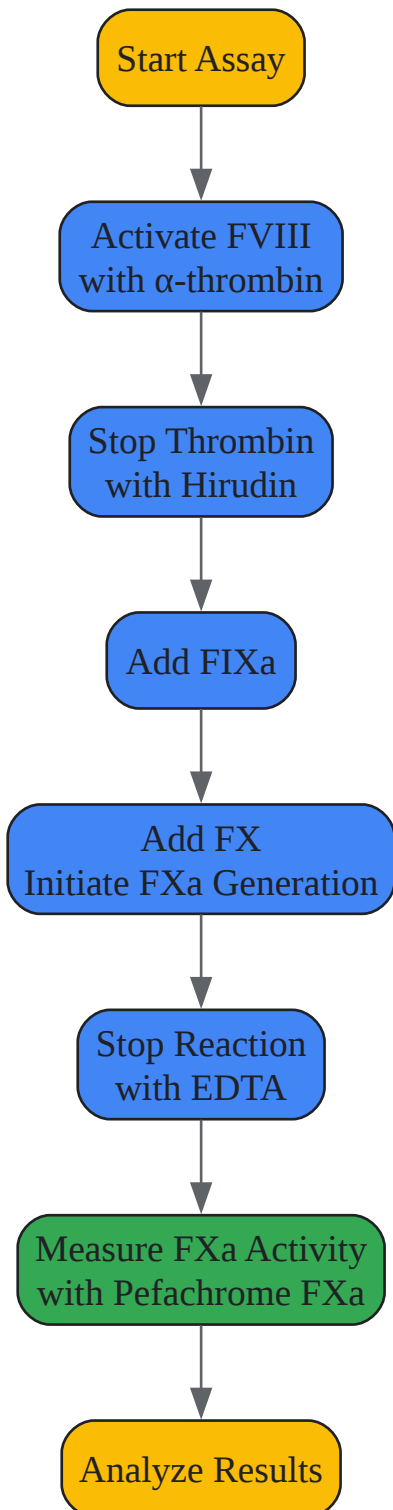 Start Assay
Activate FVIII
with α-thrombin
Stop Thrombin
with Hirudin
Add FIXa
Add FX
Initiate FXa Generation
Stop Reaction
with EDTA
Measure FXa Activity
with Pefachrome FXa
Analyze Results